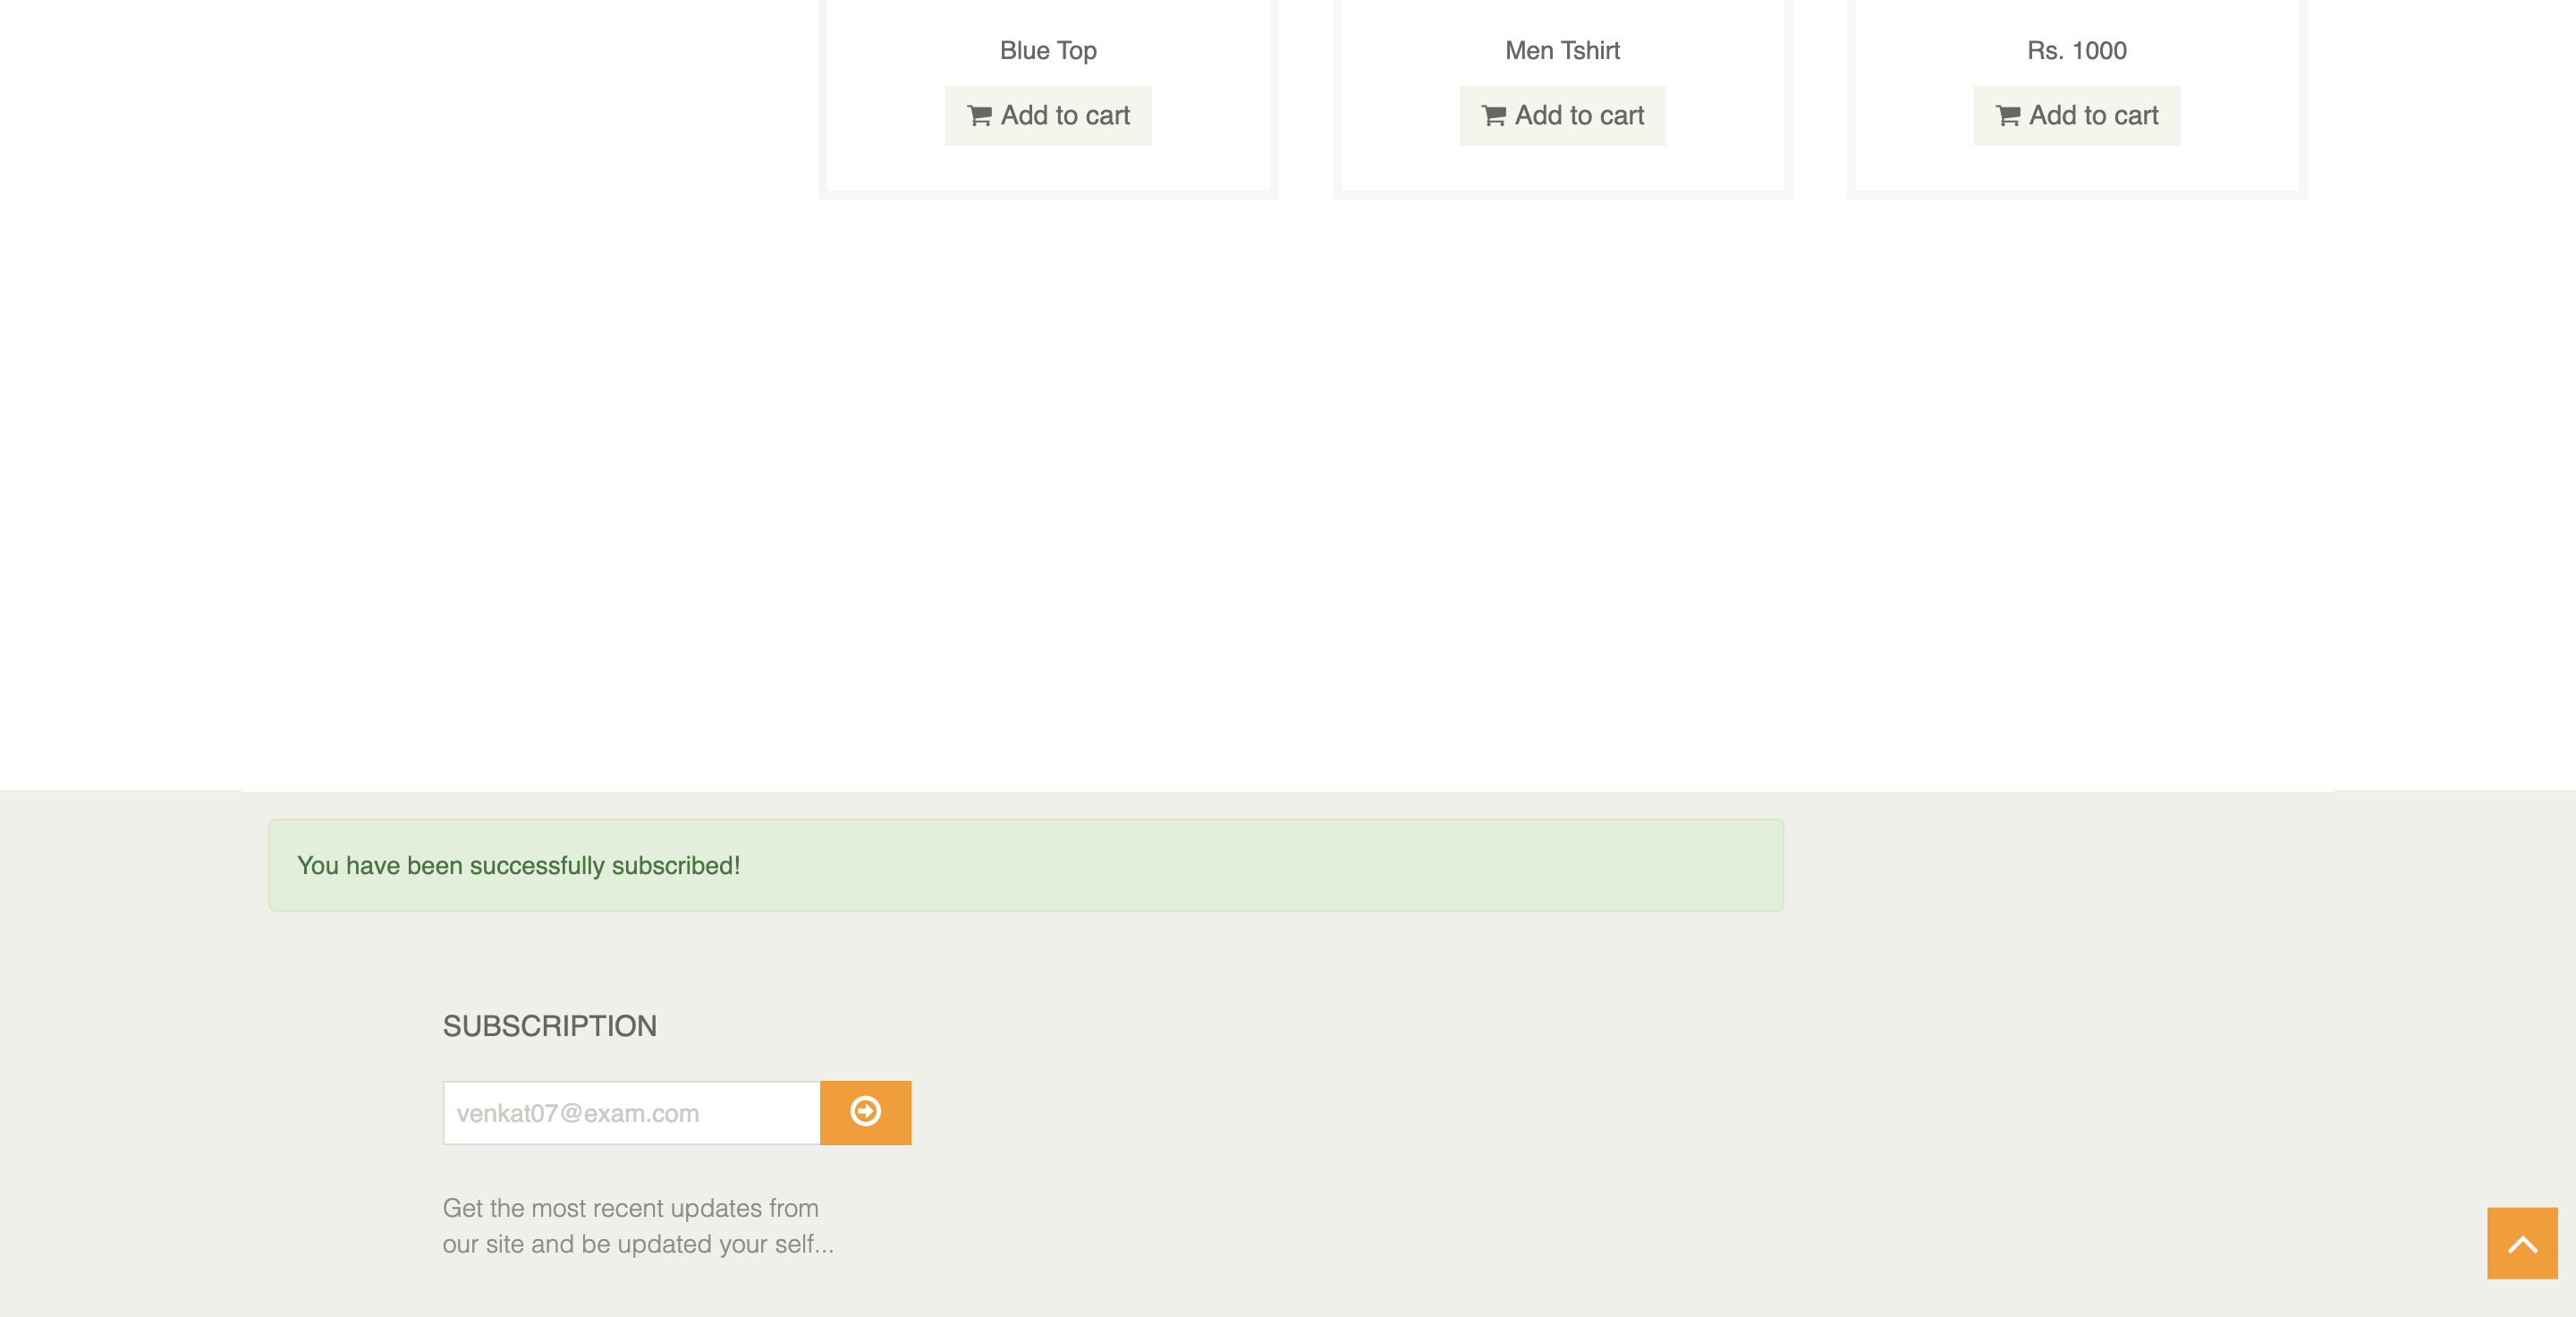 Blue Top
Men Tshirt
Rs. 1000
Add to cart
Add to cart
Add to cart
You have been successfully subscribed!
SUBSCRIPTION
venkat07@exam.com
Get the most recent updates from
our site and be updated your self...